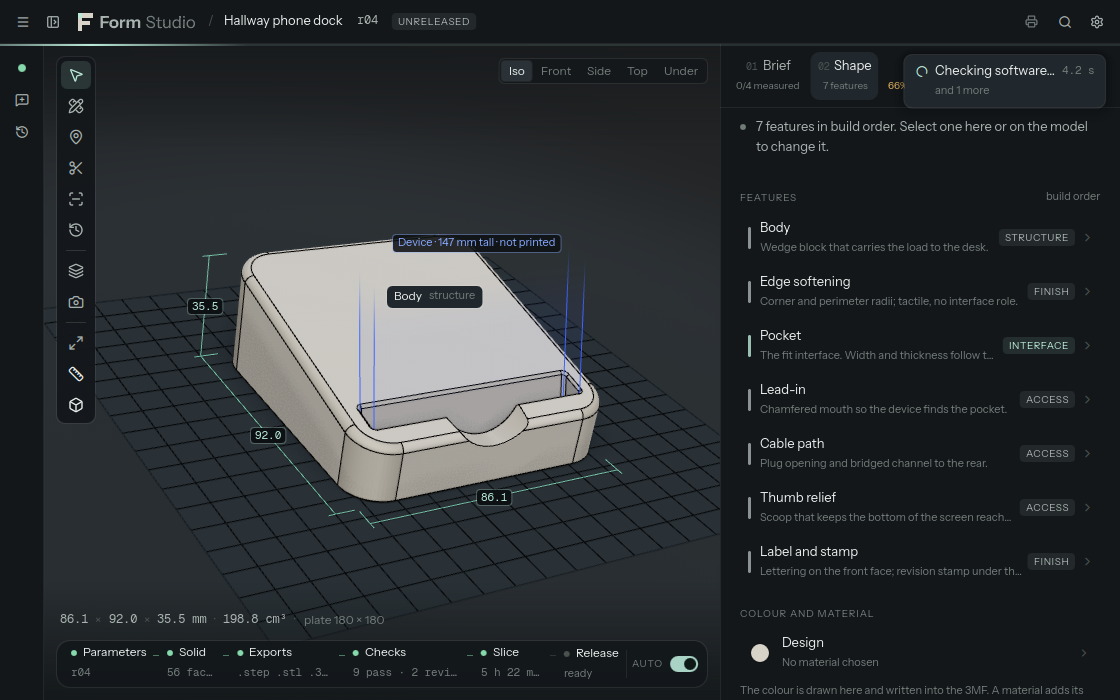 Form Studio / Hallway phone dock r04 UNRELEASED
Iso Front Side Top Under
01 Brief
0/4 measured
02 Shape
7 features
66%
Checking software... 4.2 s
and 1 more
7 features in build order. Select one here or on the model
to change it.
FEATURES build order
Body
Wedge block that carries the load to the desk.
STRUCTURE
Edge softening
Corner and perimeter radii; tactile, no interface role.
FINISH
Pocket
The fit interface. Width and thickness follow t...
INTERFACE
Lead-in
Chamfered mouth so the device finds the pocket.
ACCESS
Cable path
Plug opening and bridged channel to the rear.
ACCESS
Thumb relief
Scoop that keeps the bottom of the screen reach...
ACCESS
Label and stamp
Lettering on the front face; revision stamp under th...
FINISH
COLOUR AND MATERIAL
Design
No material chosen
The colour is drawn here and written into the 3MF. A material adds its
Device · 147 mm tall · not printed
Body structure
35.5
92.0
86.1
86.1 × 92.0 × 35.5 mm · 198.8 cm³ plate 180 × 180
Parameters
r04
Solid
56 fac…
Exports
.step .stl .3…
Checks
9 pass · 2 revi…
Slice
5 h 22 m…
Release
ready
AUTO